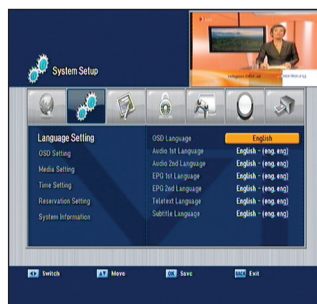 System Setup
Language Setting
OSD Setting
Media Setting
Time Setting
Reservation Setting
System Information
OSD Language English
Audio 1st Language English - (eng, eng)
Audio 2nd Language English - (eng, eng)
EPG 1st Language English - (eng, eng)
EPG 2nd Language English - (eng, eng)
Teletext Language English - (eng, eng)
Subtitle Language English - (eng, eng)
Switch
Move
OK Save
BACK Exit